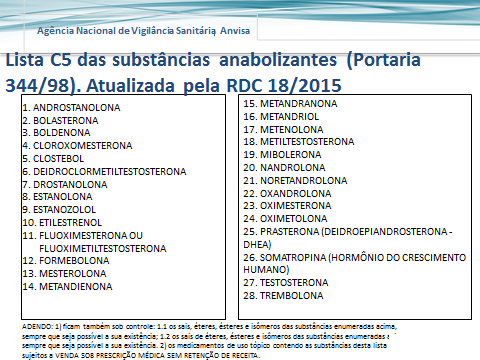 Agência Nacional de Vigilância Sanitária Anvisa
Lista C5 das substâncias anabolizantes (Portaria
344/98). Atualizada pela RDC 18/2015
1. ANDROSTANOLONA
2. BOLASTERONA
3. BOLDENONA
4. CLOROXOMESTERONA
5. CLOSTEBOL
6. DEIDROCLORMETILTESTOSTERONA
7. DROSTANOLONA
8. ESTANOLONA
9. ESTANOZOLOL
10. ETILESTRENOL
11. FLUOXIMESTERONA OU
FLUOXIMETILTESTOSTERONA
12. FORMEBOLONA
13. MESTEROLONA
14. METANDIENONA
15. METANDRANONA
16. METANDRIOL
17. METENOLONA
18. METILTESTOSTERONA
19. MIBOLERONA
20. NANDROLONA
21. NORETANDROLONA
22. OXANDROLONA
23. OXIMESTERONA
24. OXIMETOLONA
25. PRASTERONA (DEIDROEPIANDROSTERONA -
DHEA)
26. SOMATROPINA (HORMÔNIO DO CRESCIMENTO
HUMANO)
27. TESTOSTERONA
28. TREMBOLONA
ADENDO: 1) ficam também sob controle: 1.1 os sais, éteres, ésteres e isômeros das substâncias enumeradas acima,
sempre que seja possível a sua existência; 1.2 os sais de éteres, ésteres e isômeros das substâncias enumeradas
sempre que seja possível a sua existência. 2) os medicamentos de uso tópico contendo as substâncias desta lista
sujeitos a VENDA SOB PRESCRIÇÃO MÉDICA SEM RETENÇÃO DE RECEITA.